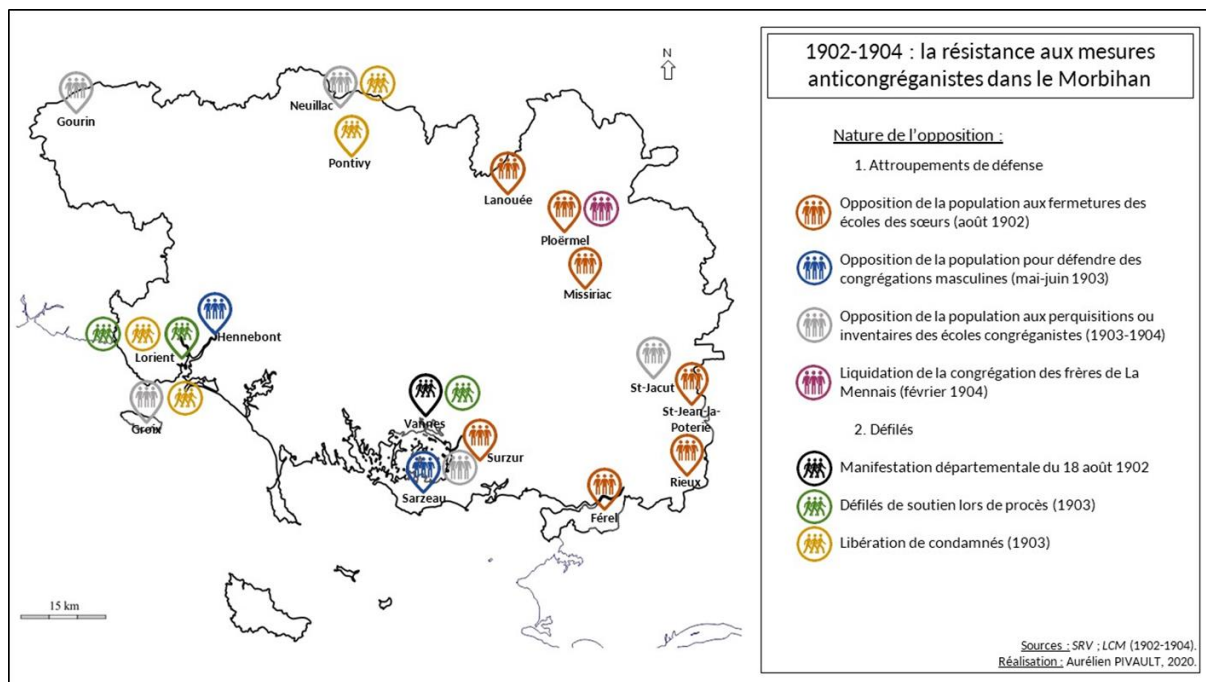 1902-1904 : la résistance aux mesures
anticongréganistes dans le Morbihan
Nature de l’opposition :
1. Attroupements de défense
Opposition de la population aux fermetures des
écoles des sœurs (août 1902)
Opposition de la population pour défendre des
congrégations masculines (mai-juin 1903)
Opposition de la population aux perquisitions ou
inventaires des écoles congréganistes (1903-1904)
Liquidation de la congrégation des frères de La
Mennais (février 1904)
2. Défilés
Manifestation départementale du 18 août 1902
Défilés de soutien lors de procès (1903)
Libération de condamnés (1903)
Sources : SRV ; LCM (1902-1904).
Réalisation : Aurélien PIVAULT, 2020.
N
Gourin
Neuillac
Pontivy
Lanouée
Ploërmel
Missiriac
Hennebont
Lorient
Groix
St-Jacut
St-Jean-la-
Poterie
Vannes
Surzur
Rieux
Sarzeau
Férel
15 km